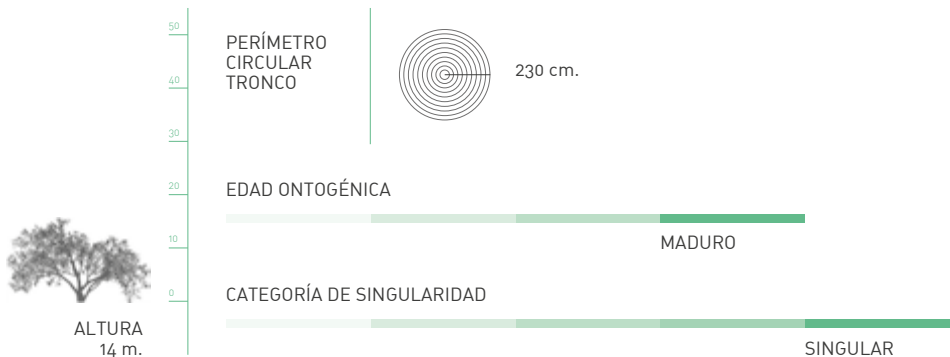 50
40
30
20
10
0
ALTURA
14 m.
PERÍMETRO
CIRCULAR
TRONCO
230 cm.
EDAD ONTOGÉNICA
MADURO
CATEGORÍA DE SINGULARIDAD
SINGULAR